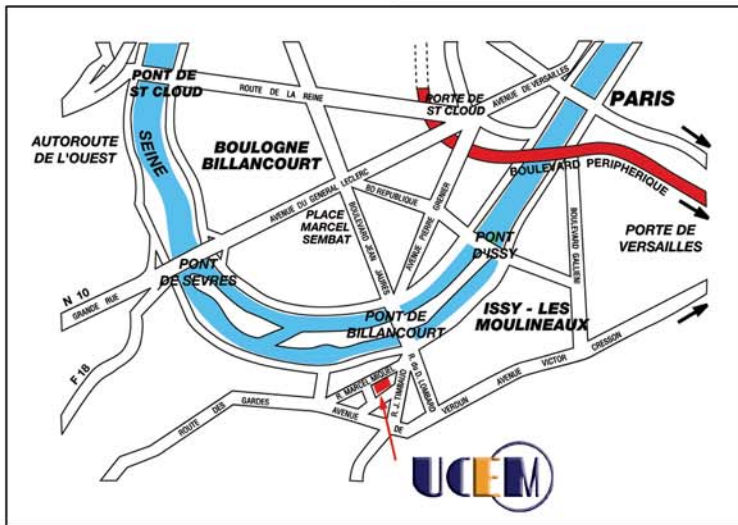 PONT DE
ST CLOUD
ROUTE DE LA REINE
PORTE DE
ST CLOUD
AVENUE DE VERSAILLES
PARIS
AUTOROUTE
DE L'OUEST
SEINE
BOULOGNE
BILLANCOURT
BOULEVARD PERIPHERIQUE
AVENUE DU GENERAL LECLERC
BD REPUBLIQUE
PLACE
MARCEL
SEMBAT
BOULEVARD JEAN JAURES
AVENUE PIERRE GRENIER
BOULEVARD GALLIENI
PORTE DE
VERSAILLES
PONT
D'ISSY
PONT
DE SEVRES
N 10
GRANDE RUE
PONT DE
BILLANCOURT
ISSY - LES
MOULINEAUX
F 18
R. MARCEL MIQUEL
R. J. TIMBAUD
R. du D. LOMBARD
ROUTE DES GARDES
AVENUE DE VERDUN
AVENUE VICTOR CRESSON
UCEM